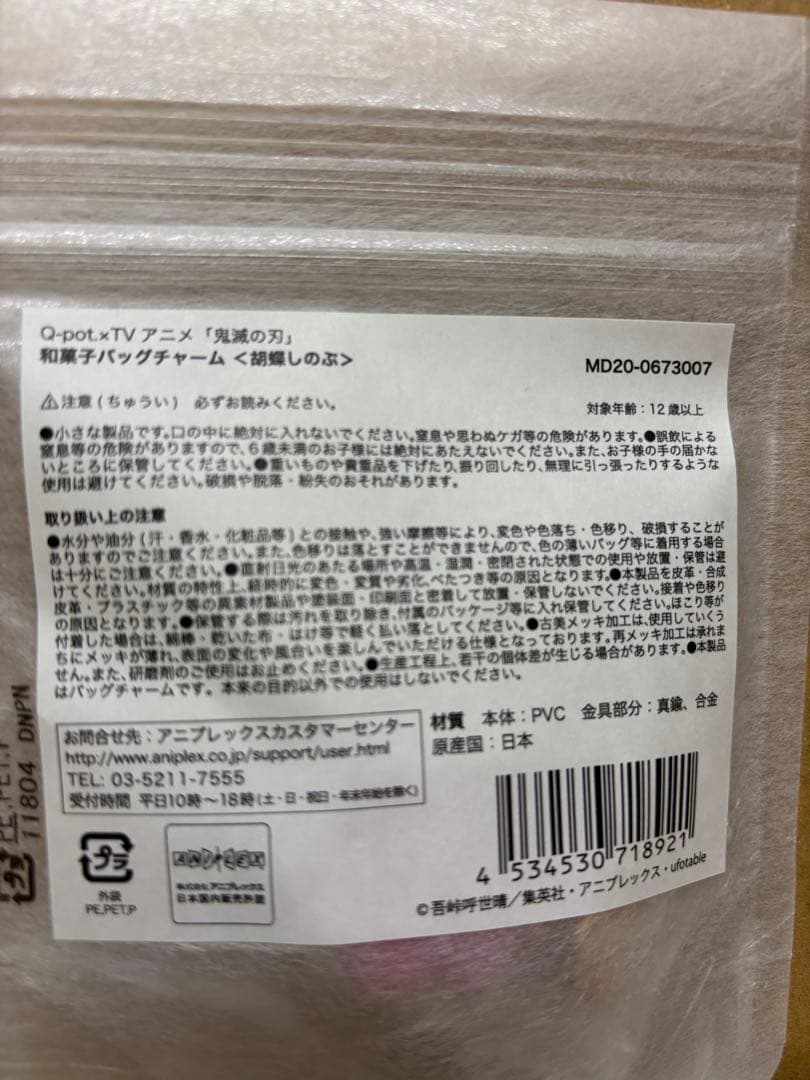 Q-pot.×TV アニメ「鬼滅の刃」
和菓子バッグチャーム <胡蝶しのぶ>
MD20-0673007
⚠注意(ちゅうい) 必ずお読みください。
対象年齢:12歳以上
●小さな製品です。口の中に絶対に入れないでください。窒息や思わぬケガ等の危険があります。●誤飲による
窒息等の危険がありますので、6歳未満のお子様には絶対にあたえないでください。また、お子様の手の届かな
いところに保管してください。●重いものや貴重品を下げたり、振り回したり、無理に引っ張ったりするような
使用は避けてください。破損や脱落・紛失のおそれがあります。
取り扱い上の注意
●水分や油分(汗・香水・化粧品等)との接触や、強い摩擦等により、変色や色落ち・色移り、破損することが
ありますのでご注意ください。また、色移りは落とすことができませんので、色の薄いバッグ等に着用する場合
は十分にご注意ください。●直射日光のあたる場所や高温・湿潤・密閉された状態での使用や放置・保管は避
けてください。材質の特性上、経時的に変色・変質や劣化、べたつき等の原因となります。●本製品を皮革・合成
皮革・プラスチック等の異素材製品や塗装面・印刷面と密着して放置・保管しないでください。接着や色移り
の原因となります。●保管する際は汚れを取り除き、付属のパッケージ等に入れ保管してください。ほこり等が
付着した場合は、綿棒・乾いた布・はけ等で軽く払い落としてください。●古美メッキ加工は、使用していくう
ちにメッキが薄れ、表面の変化や風合いを楽しんでいただける仕様となっております。再メッキ加工は承れま
せん。また、研磨剤のご使用はお止めください。●生産工程上、若干の個体差が生じる場合があります。●本製品
はバッグチャームです。本来の目的以外での使用はしないでください。
お問合せ先:アニプレックスカスタマーセンター
http://www.aniplex.co.jp/support/user.html
TEL: 03-5211-7555
受付時間 平日10時～18時(土・日・祝日・年末年始を除く)
材質 本体:PVC 金具部分:真鍮、合金
原産国:日本
4 534530 718921
プラ
外袋
PE,PET,P
ANIPLEX
株式会社アニプレックス
日本国内販売許諾
©吾峠呼世晴/集英社・アニプレックス・ufotable
プラ
PE,PET,P
11804 DNPN